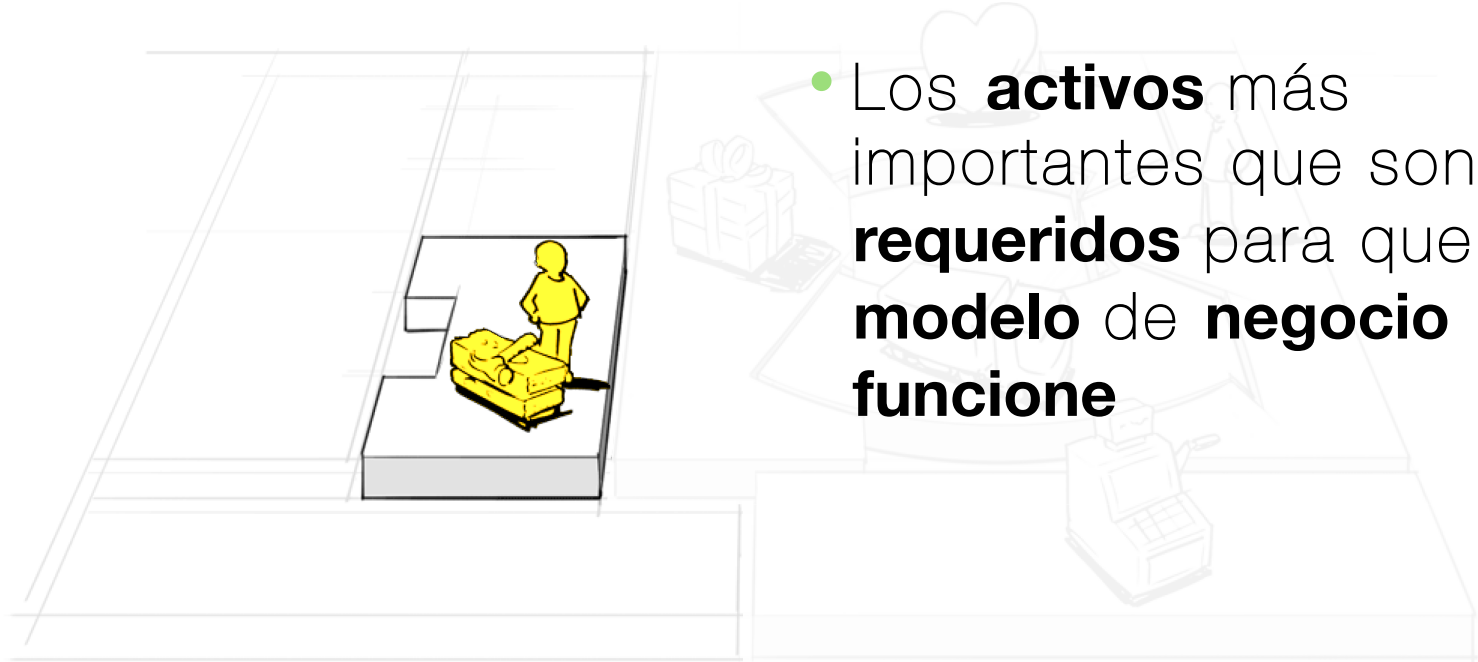 • Los activos más
importantes que son
requeridos para que
modelo de negocio
funcione